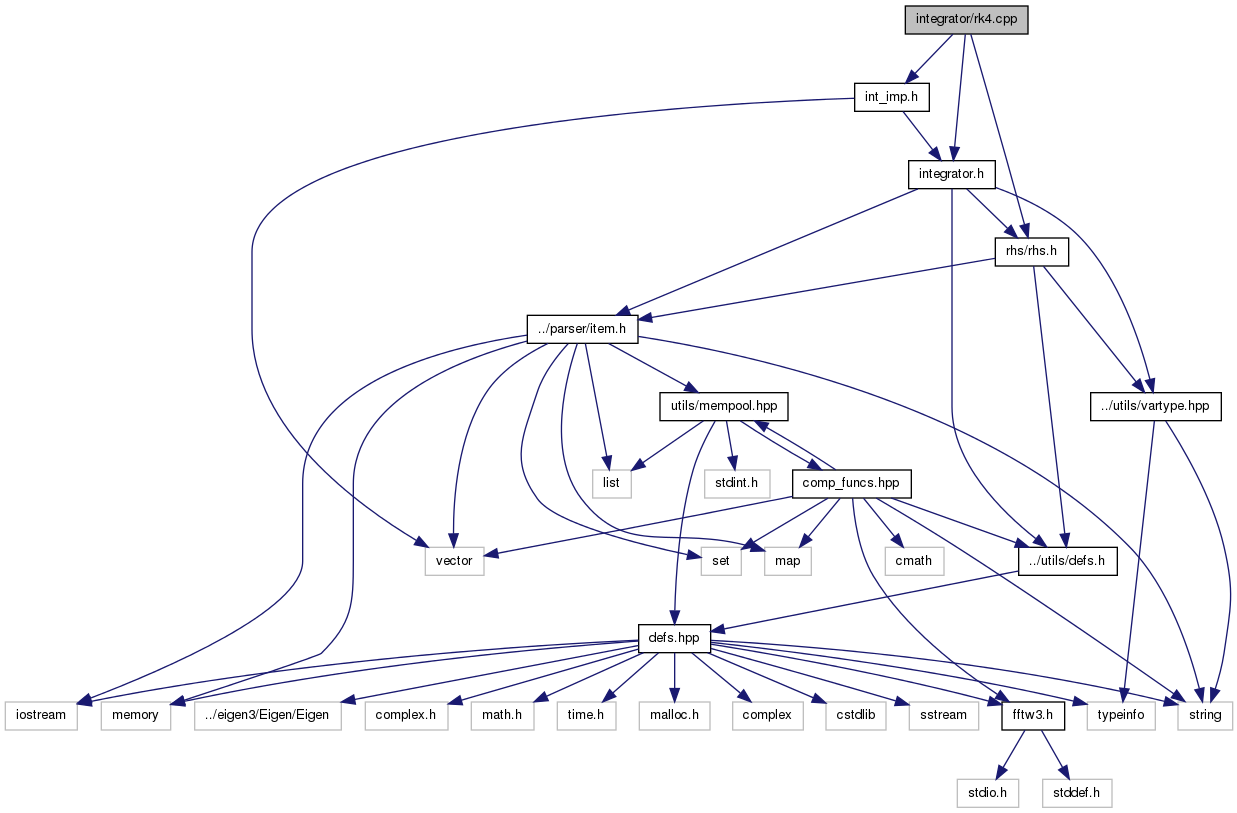 integrator/rk4.cpp
int_imp.h
integrator.h
rhs/rhs.h
../parser/item.h
utils/mempool.hpp
../utils/vartype.hpp
list
stdint.h
comp_funcs.hpp
vector
set
map
cmath
../utils/defs.h
defs.hpp
iostream
memory
../eigen3/Eigen/Eigen
complex.h
math.h
time.h
malloc.h
complex
cstdlib
sstream
fftw3.h
typeinfo
string
stdio.h
stddef.h